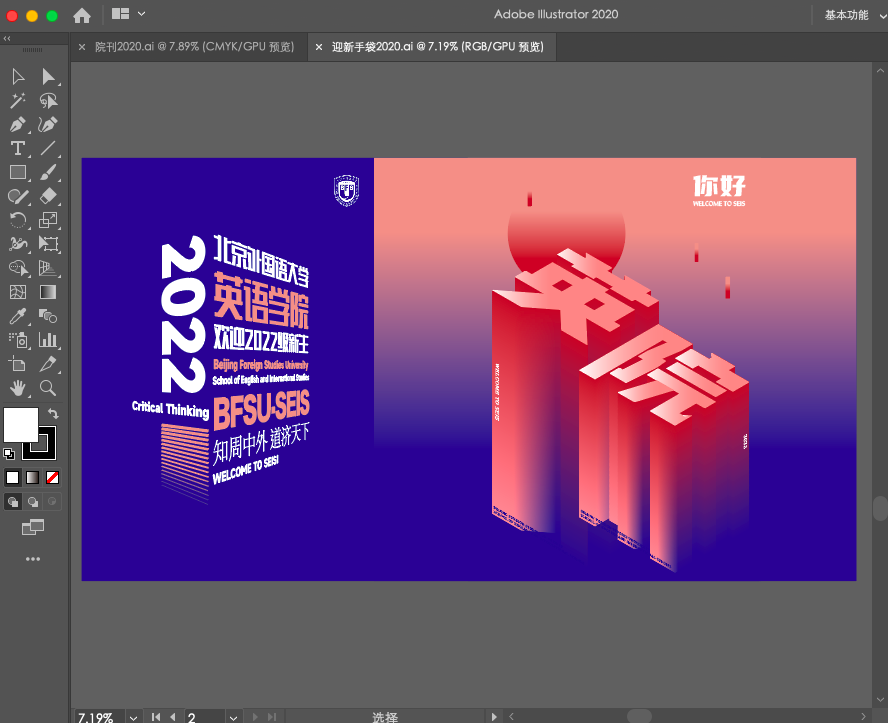 Adobe Illustrator 2020
基本功能
× 院刊2020.ai @ 7.89% (CMYK/GPU 预览)
× 迎新手袋2020.ai @ 7.19% (RGB/GPU 预览)
2022
北京外国语大学
英语学院
欢迎2022级新生
Beijing Foreign Studies University
School of English and International Studies
Critical Thinking
BFSU·SEIS
知周中外 道济天下
WELCOME TO SEIS!
你好
WELCOME TO SEIS
英院
WELCOME TO SEIS
7.19%
2
选择